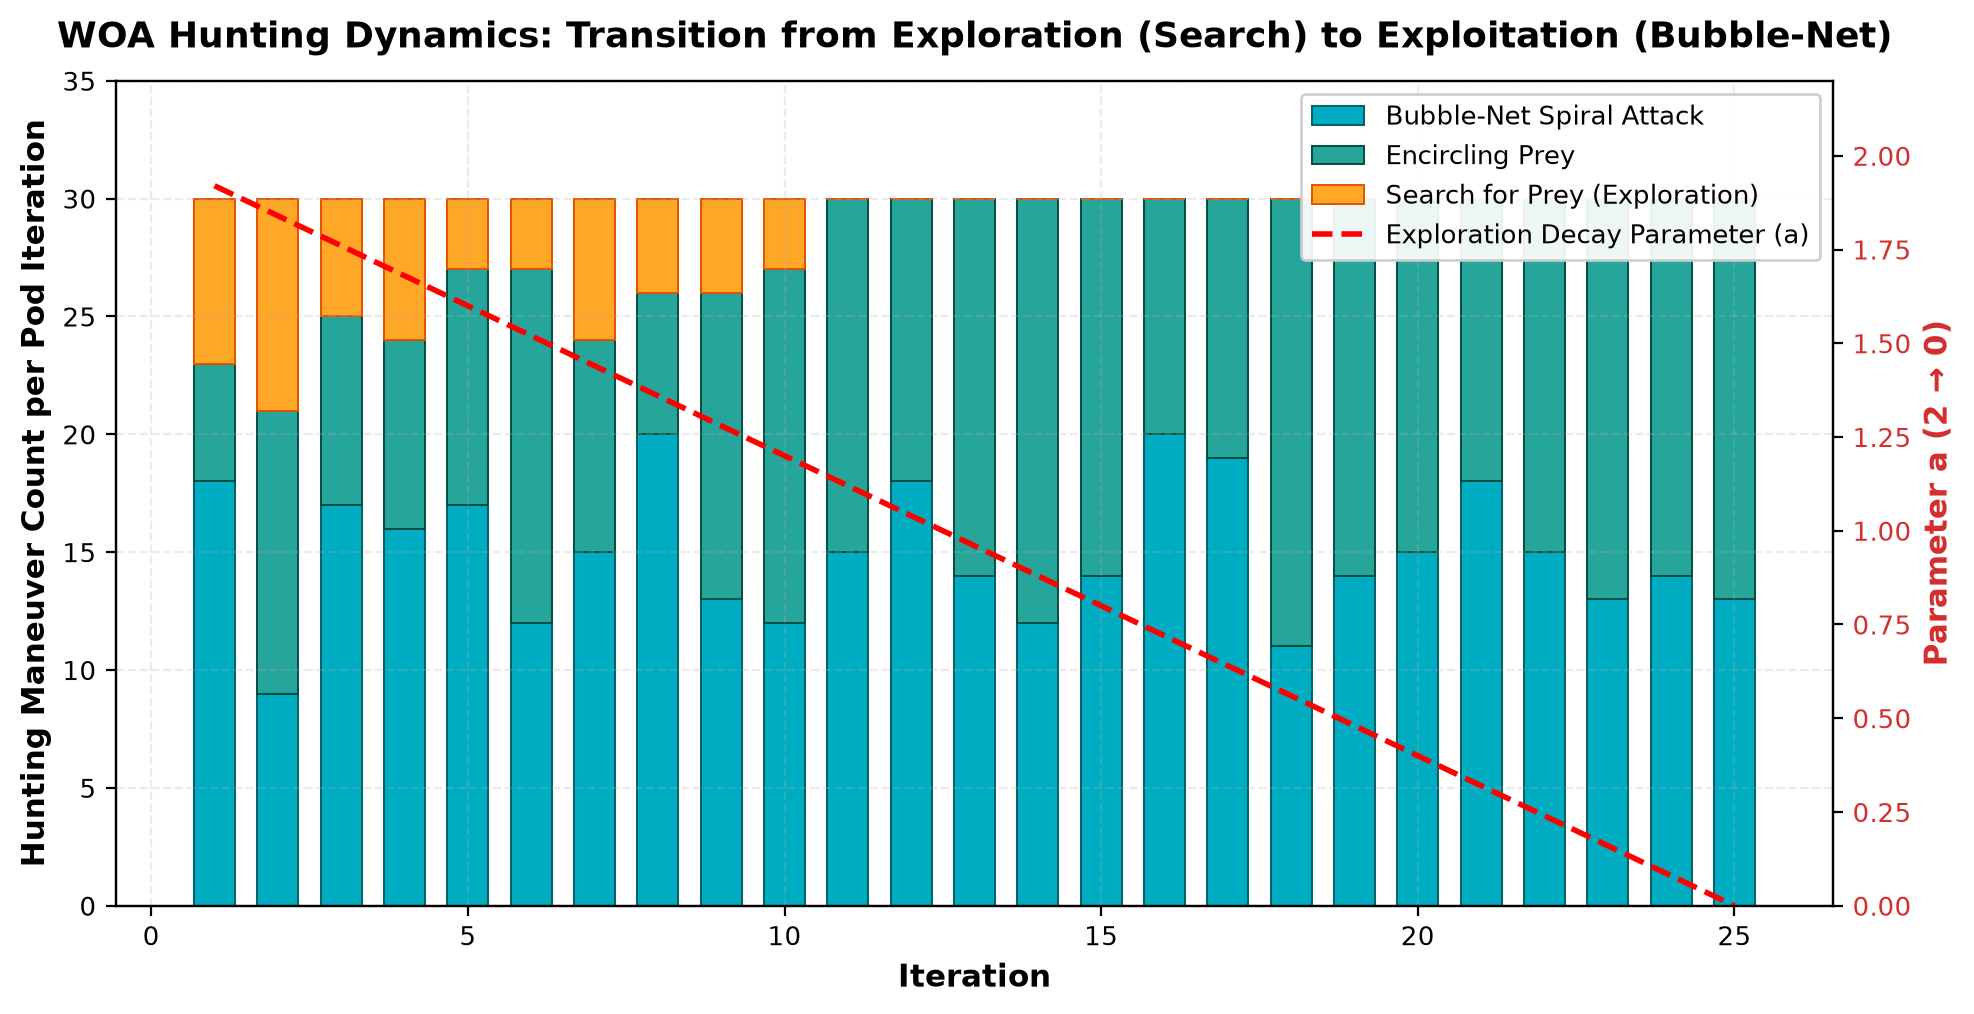 WOA Hunting Dynamics: Transition from Exploration (Search) to Exploitation (Bubble-Net)
Hunting Maneuver Count per Pod Iteration
35
30
25
20
15
10
5
0
Bubble-Net Spiral Attack
Encircling Prey
Search for Prey (Exploration)
Exploration Decay Parameter (a)
2.00
1.75
1.50
1.25
1.00
0.75
0.50
0.25
0.00
Parameter a (2 → 0)
0 5 10 15 20 25
Iteration